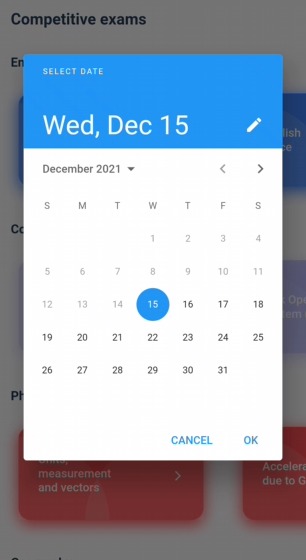 Competitive exams
En
SELECT DATE
Wed, Dec 15
lish
ce
December 2021
S M T W T F S
1 2 3 4
Co
5 6 7 8 9 10 11
12 13 14 15 16 17 18
19 20 21 22 23 24 25
26 27 28 29 30 31
Ph
CANCEL OK
Units,
measurement
and vectors
Accelera
due to G